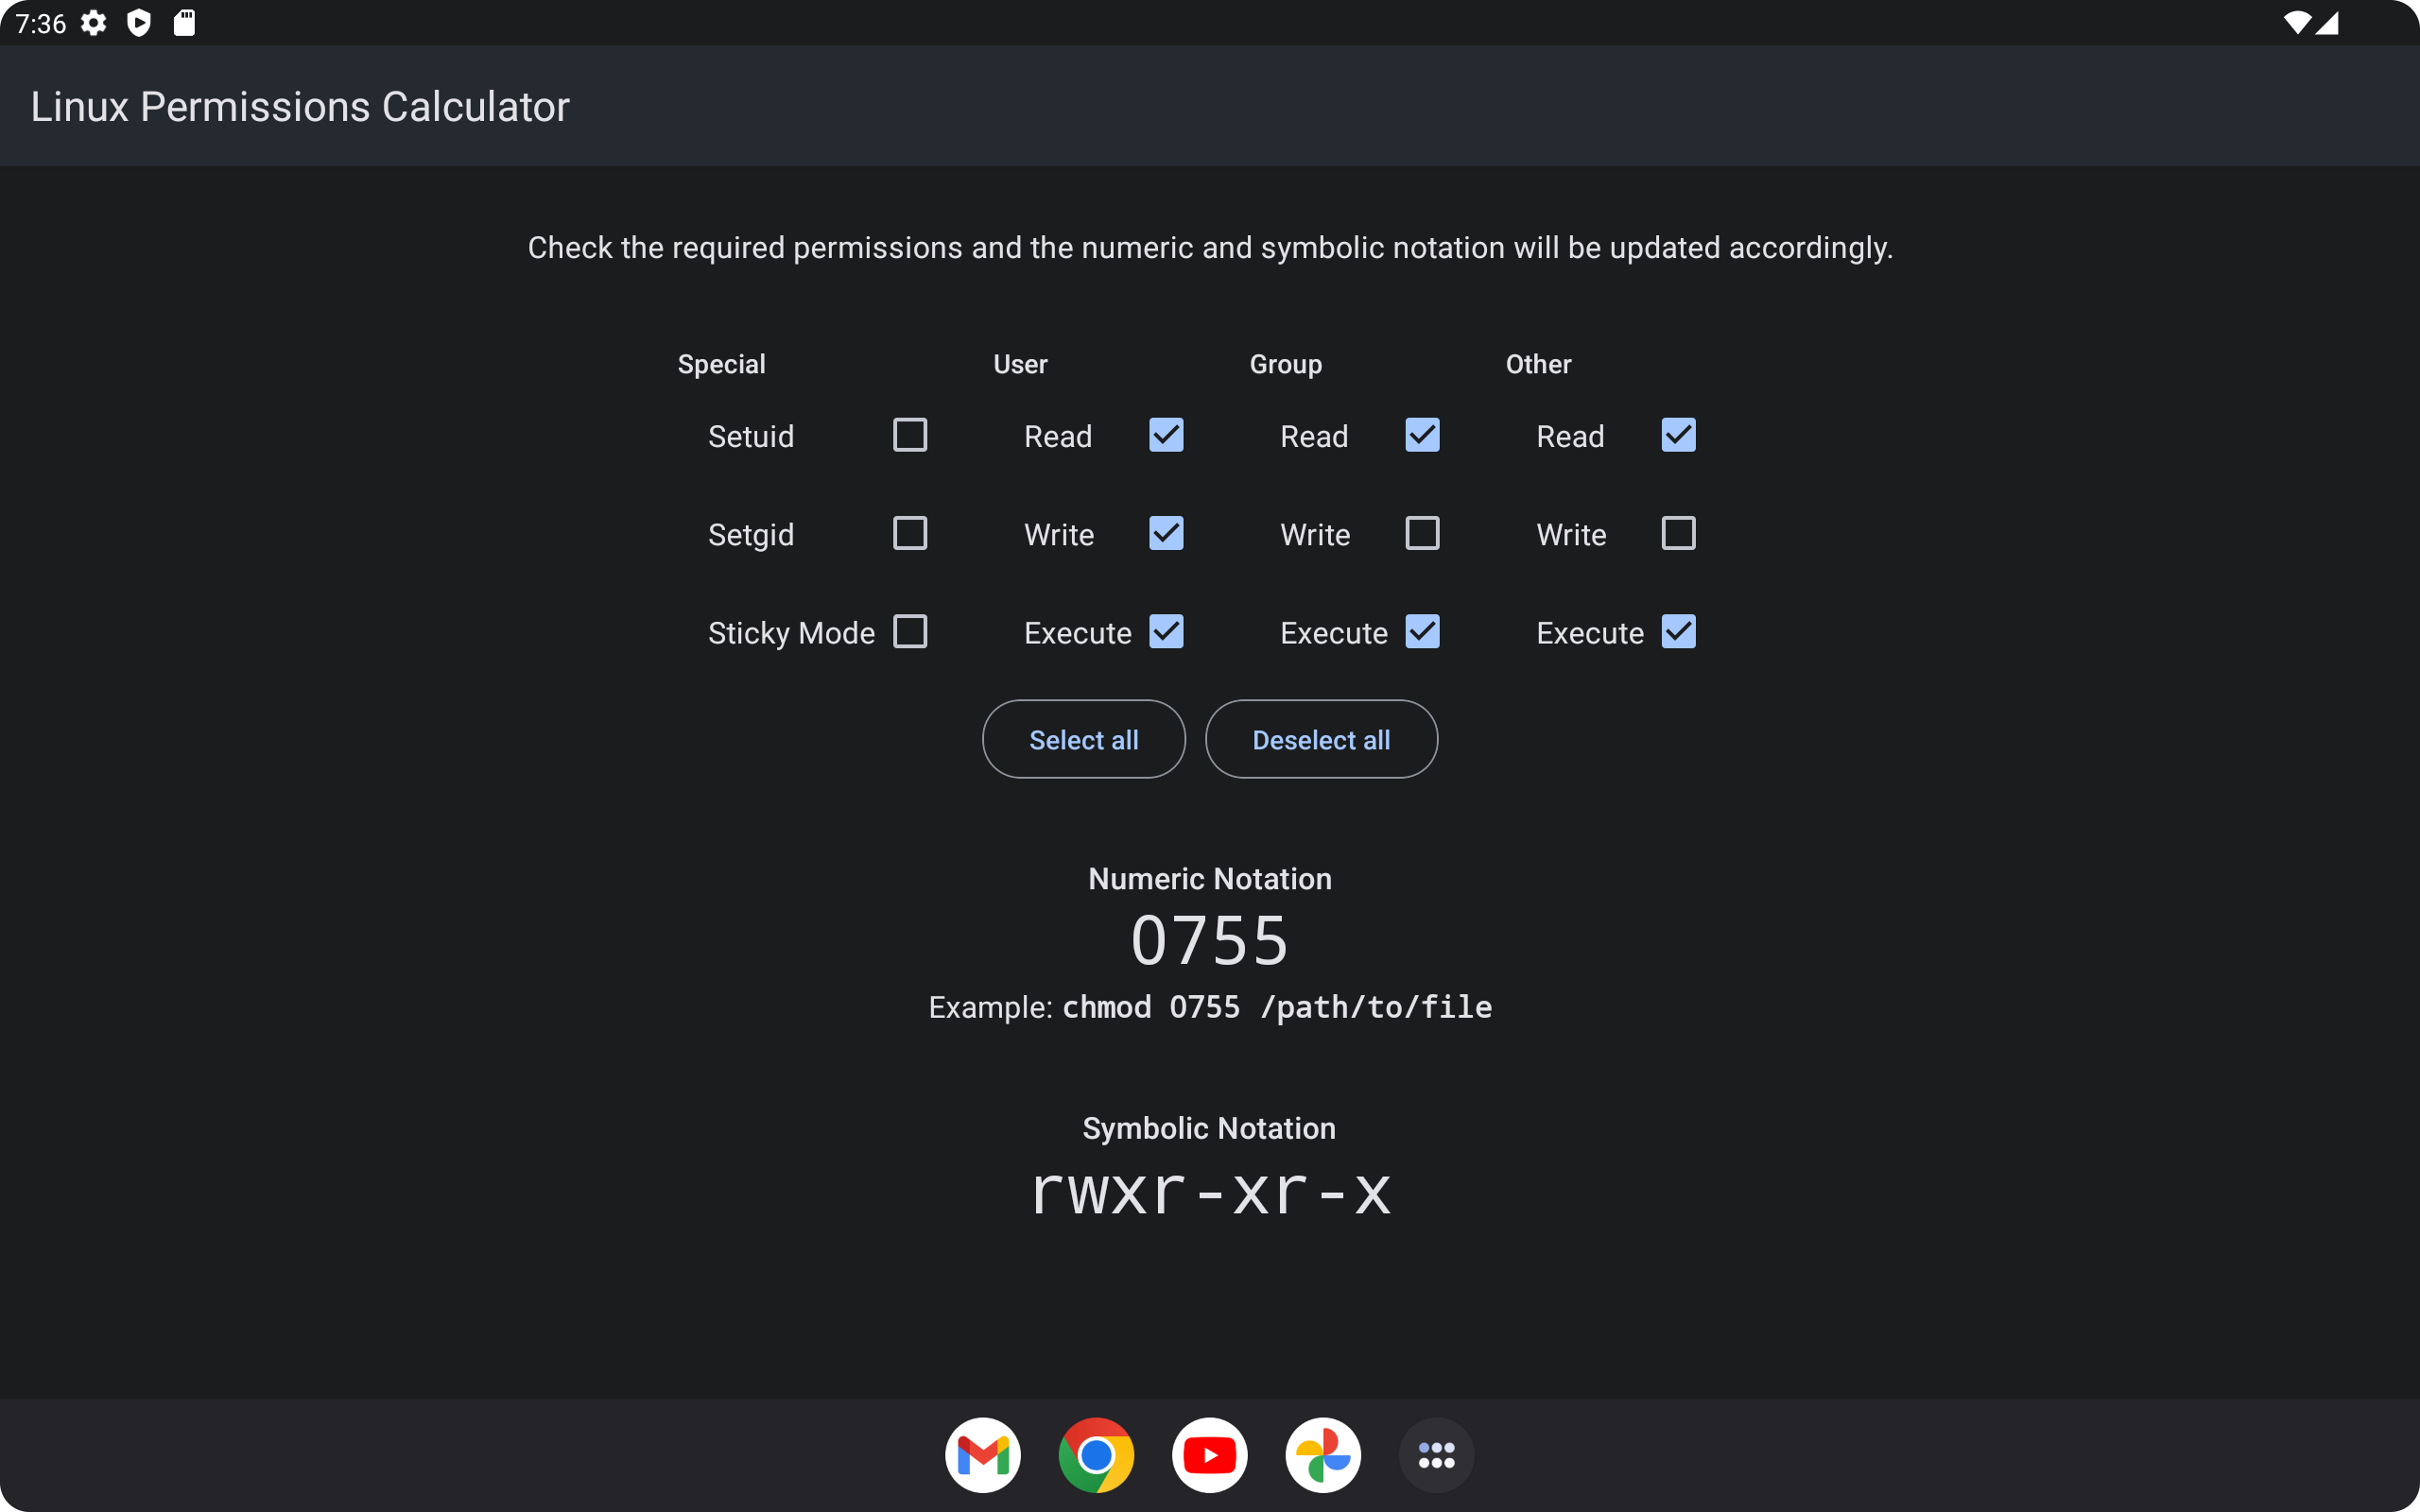 7:36
Linux Permissions Calculator
Check the required permissions and the numeric and symbolic notation will be updated accordingly.
Special User Group Other
Setuid Read Read Read
Setgid Write Write Write
Sticky Mode Execute Execute Execute
Select all Deselect all
Numeric Notation
0755
Example: chmod 0755 /path/to/file
Symbolic Notation
rwxr-xr-x